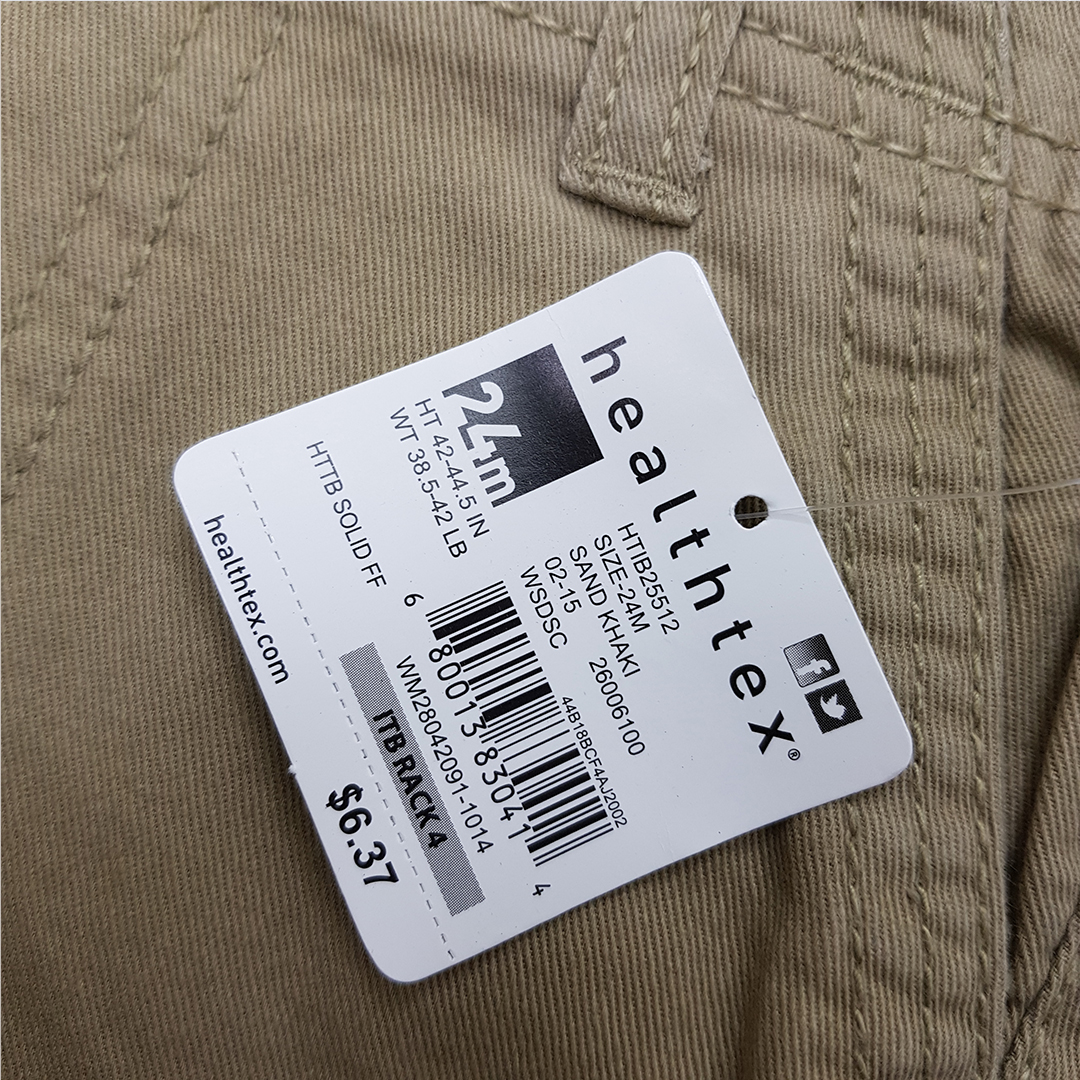 healthtex®
24m
HT 42-44.5 IN
WT 38.5-42 LB
HTTB SOLID FF
HTIB25512
SIZE-24M
SAND KHAKI 26006100
02-15
WSDSC
44B18BCF4AJ2002
6 80013 83041 4
WM28042091-1014
ITB RACK 4
healthtex.com
$6.37